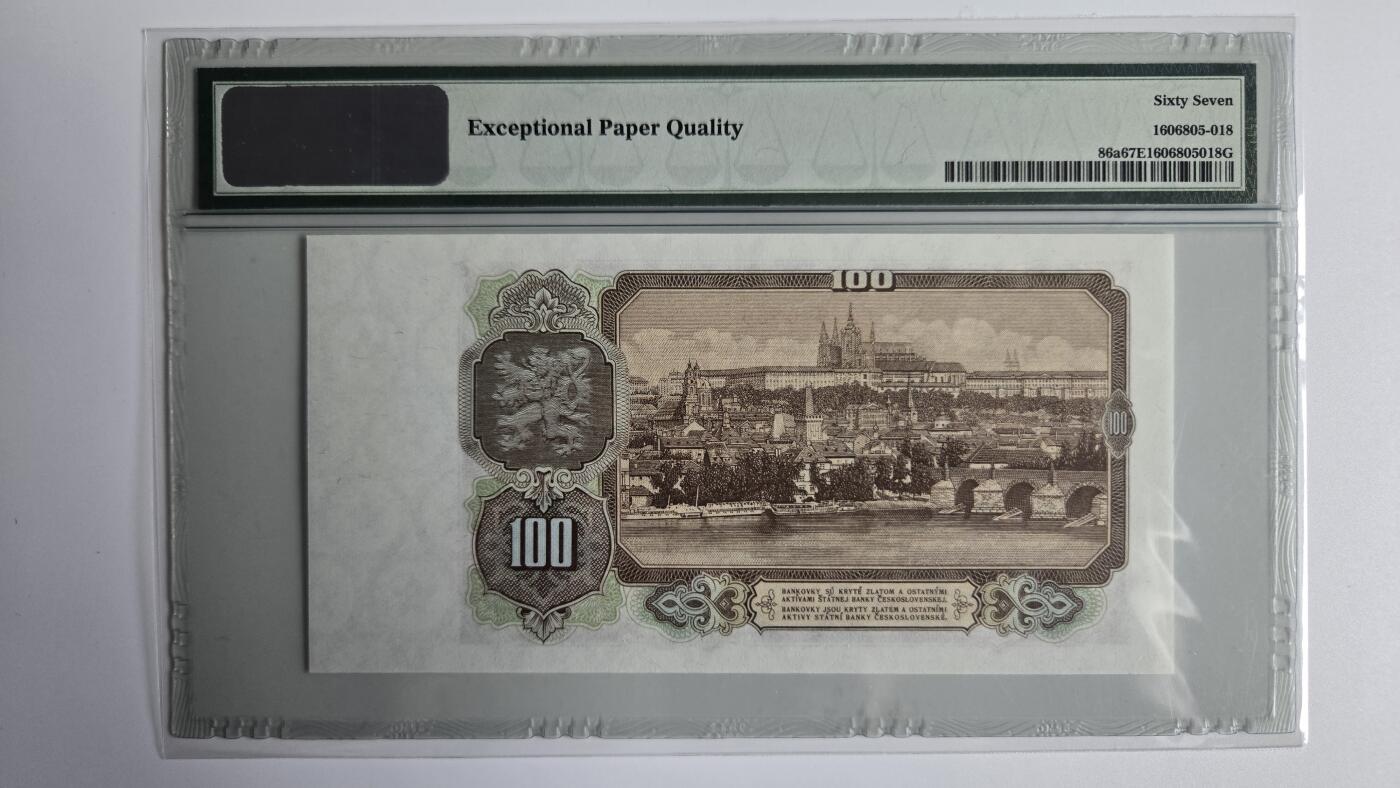 Exceptional Paper Quality
Sixty Seven
1606805-018
86a67E1606805018G
100
100
100
BANKOVKY SÚ KRYTÉ ZLATOM A OSTATNÝMI
AKTÍVAMI ŠTÁTNEJ BANKY ČESKOSLOVENSKEJ.
BANKOVKY JSOU KRYTY ZLATEM A OSTATNÍMI
AKTIVY STÁTNÍ BANKY ČESKOSLOVENSKÉ.